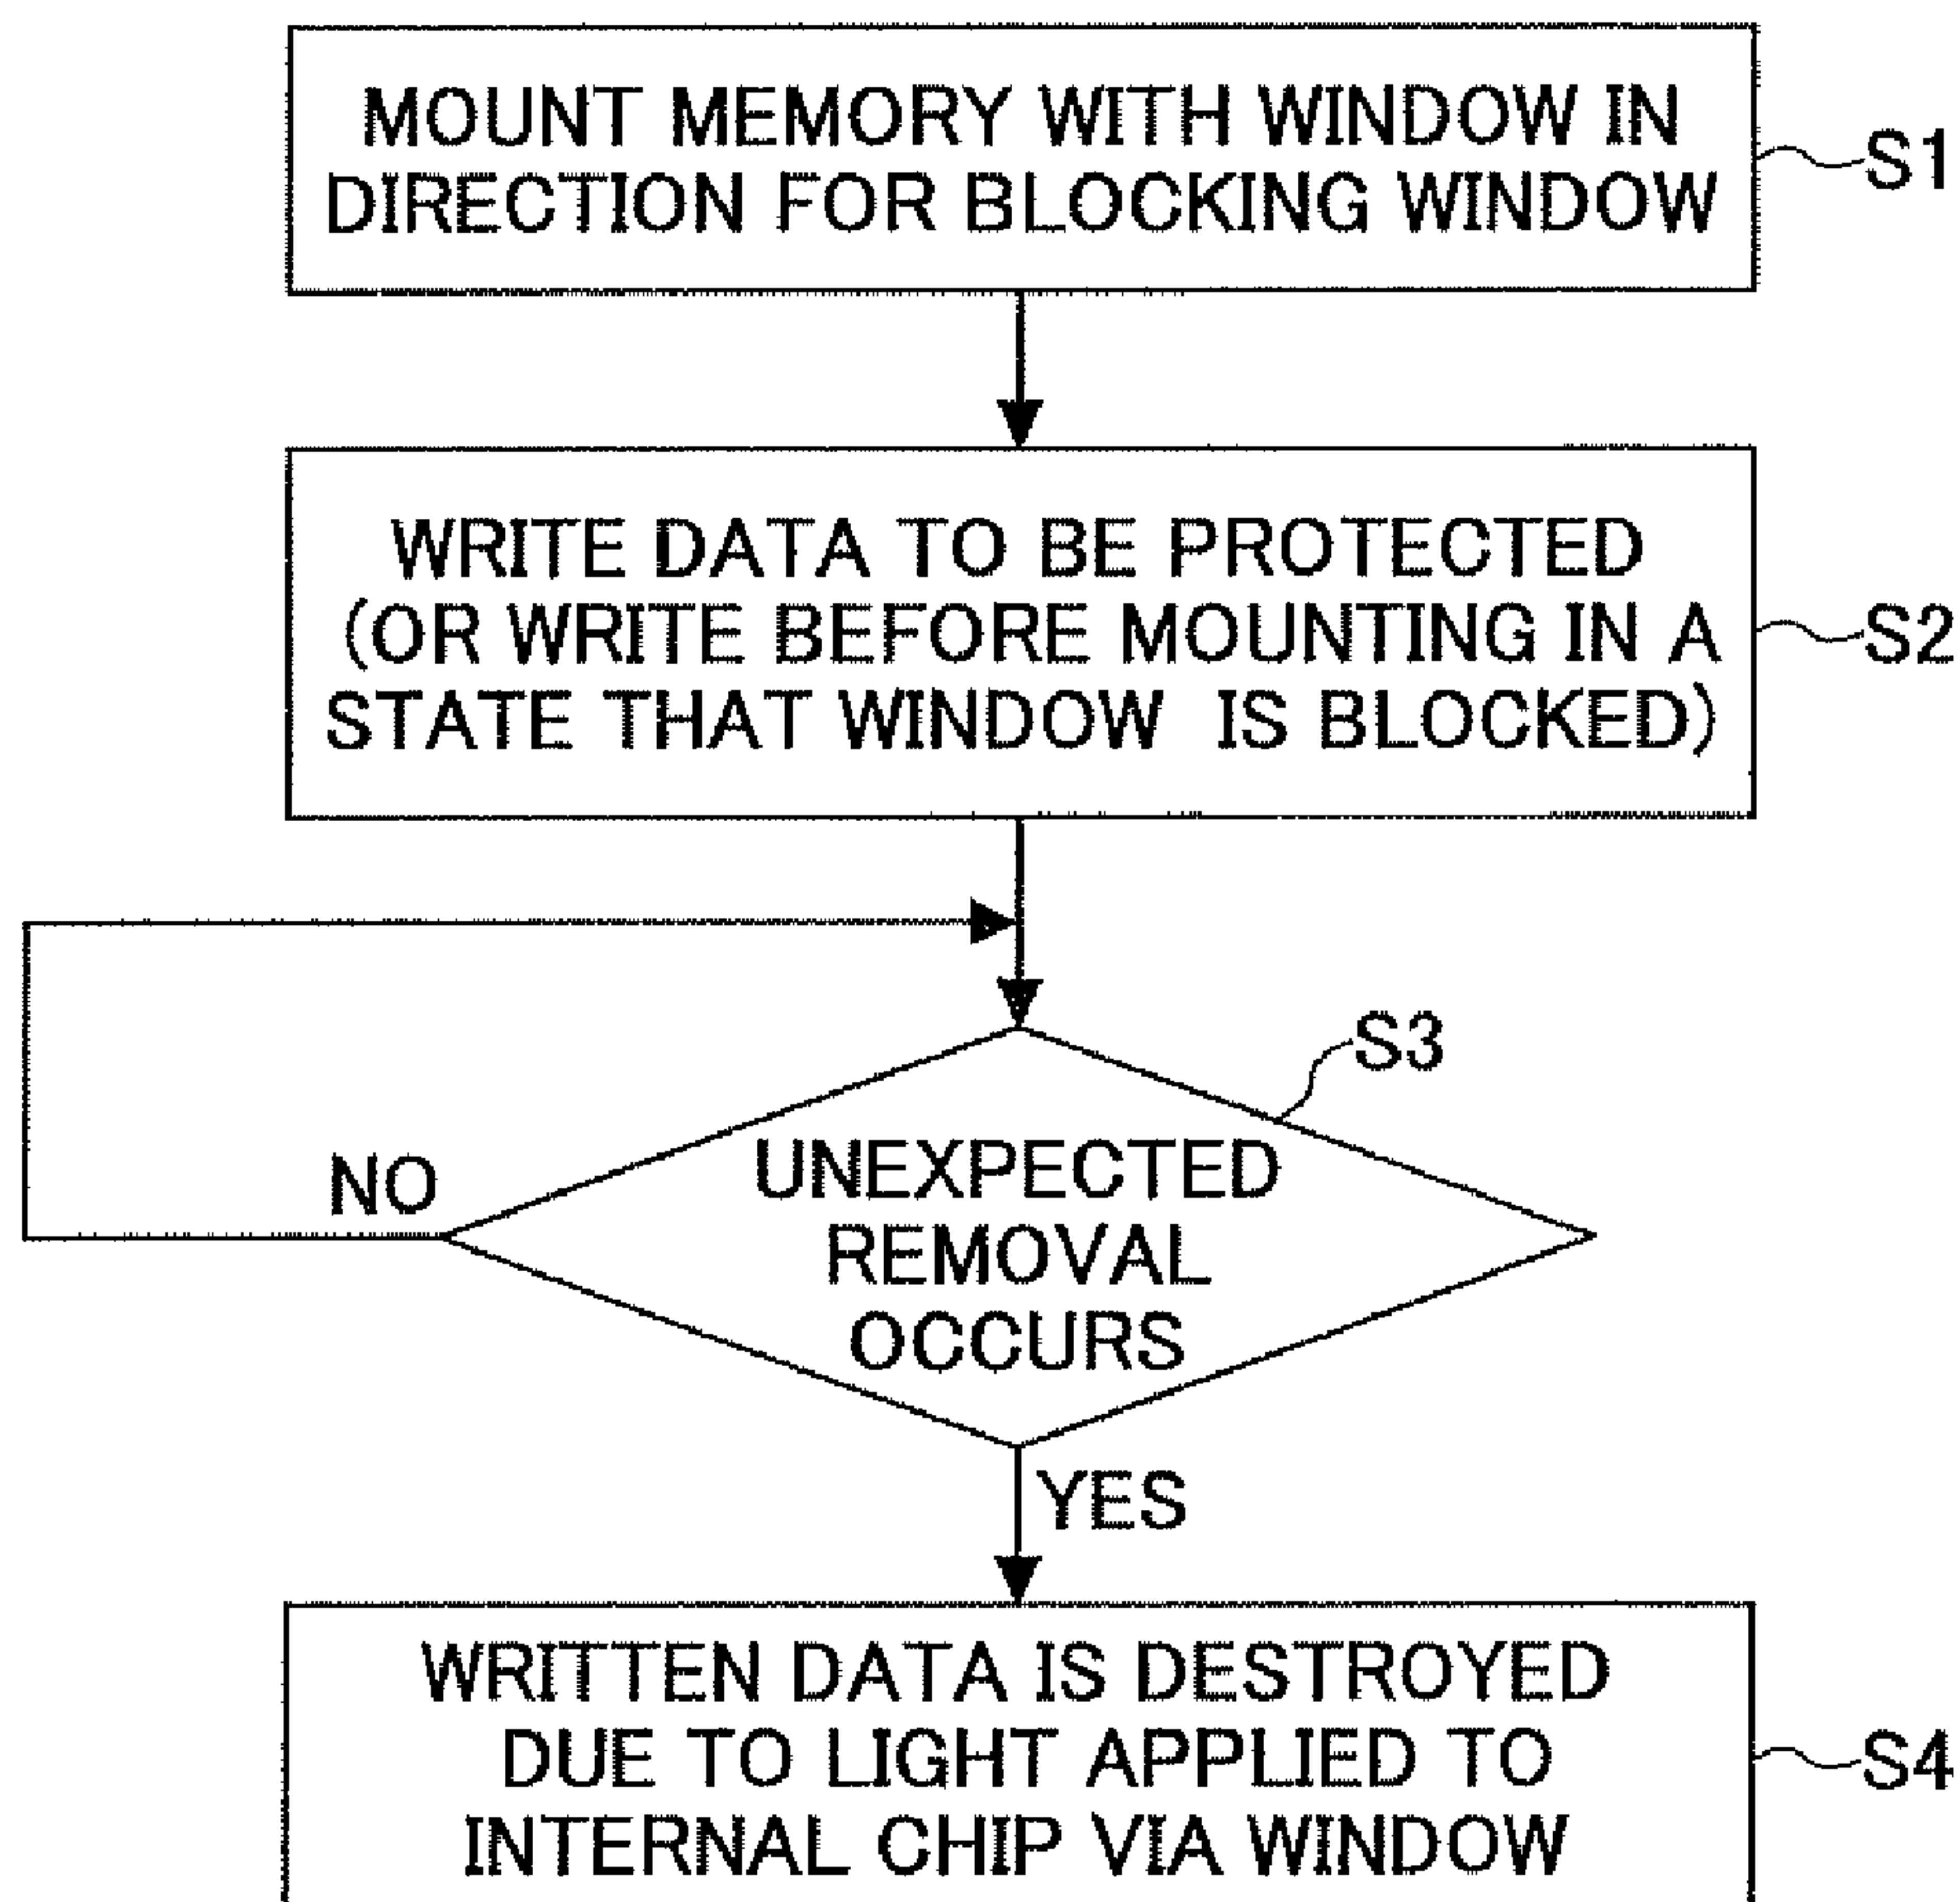 MOUNT MEMORY WITH WINDOW IN
DIRECTION FOR BLOCKING WINDOW
S1
WRITE DATA TO BE PROTECTED
(OR WRITE BEFORE MOUNTING IN A
STATE THAT WINDOW IS BLOCKED)
S2
S3
UNEXPECTED
REMOVAL
OCCURS
NO
YES
WRITTEN DATA IS DESTROYED
DUE TO LIGHT APPLIED TO
INTERNAL CHIP VIA WINDOW
S4